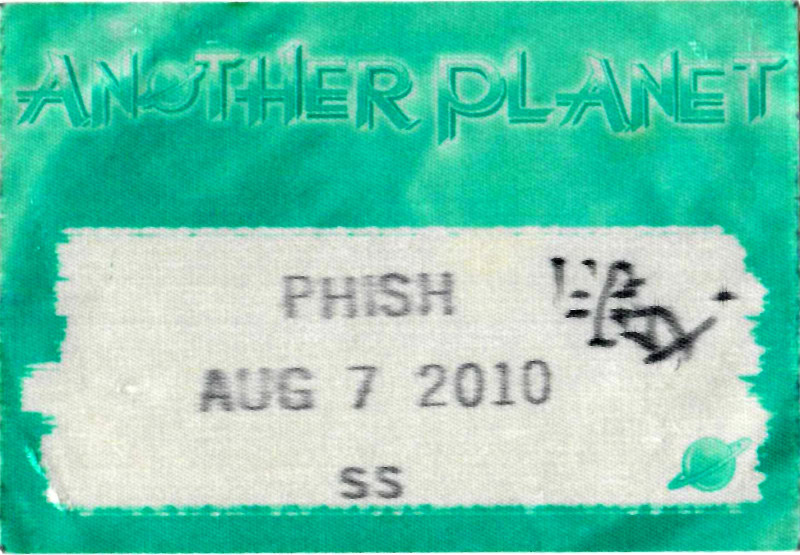 ANOTHER PLANET
PHISH
AUG 7 2010
SS